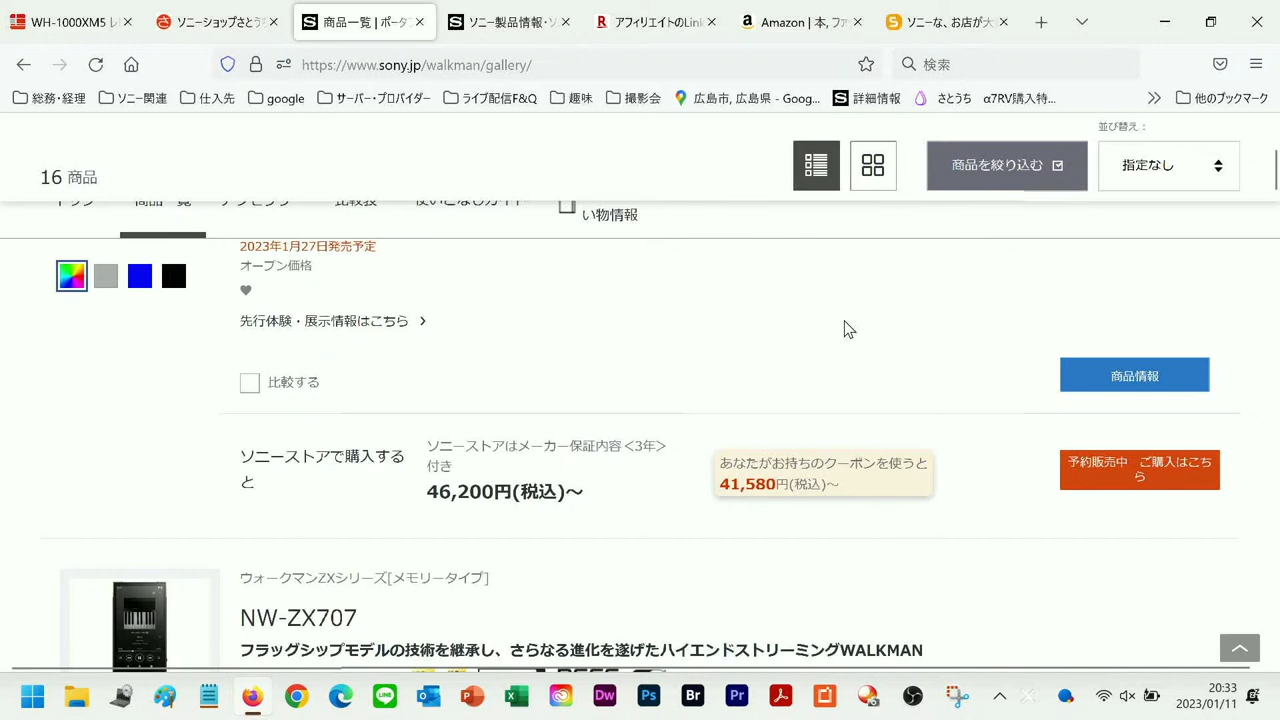 WH-1000XM5 レ
ソニーショップさとう
商品一覧 | ポータ
ソニー製品情報・ソ
アフィリエイトのLink
Amazon | 本, ファ
ソニーな、お店が大
https://www.sony.jp/walkman/gallery/
検索
総務・経理
ソニー関連
仕入先
google
サーバー・プロバイダー
ライブ配信F&Q
趣味
撮影会
広島市, 広島県 - Goog...
詳細情報
さとうち　α7RV購入特...
他のブックマーク
並び替え：
16 商品
商品を絞り込む
指定なし
い物情報
2023年1月27日発売予定
オープン価格
先行体験・展示情報はこちら
比較する
商品情報
ソニーストアで購入する
と
ソニーストアはメーカー保証内容<3年>
付き
46,200円(税込)～
あなたがお持ちのクーポンを使うと
41,580円(税込)～
予約販売中　ご購入はこち
ら
ウォークマンZXシリーズ[メモリータイプ]
NW-ZX707
フラッグシップモデルの技術を継承し、さらなる進化を遂げたハイエンドストリーミングWALKMAN
20:33
2023/01/11